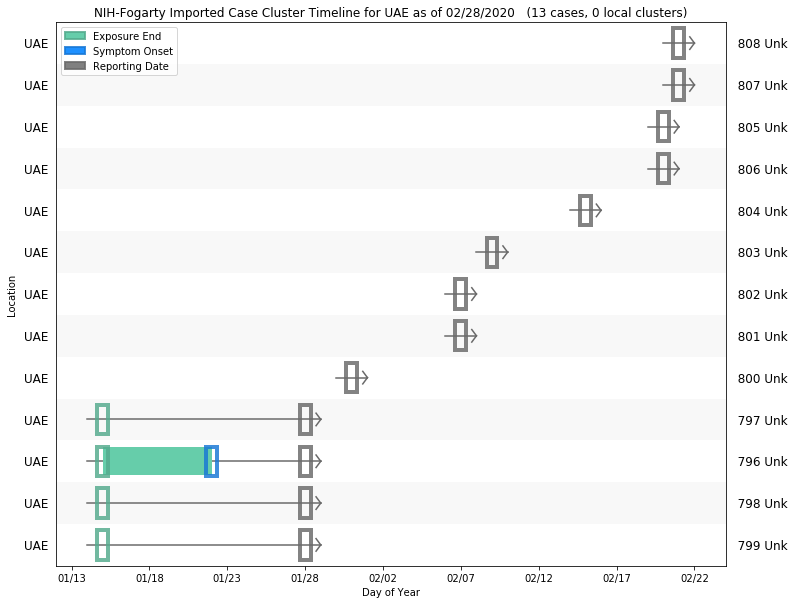 NIH-Fogarty Imported Case Cluster Timeline for UAE as of 02/28/2020 (13 cases, 0 local clusters)
Exposure End
Symptom Onset
Reporting Date
UAE 808 Unk
UAE 807 Unk
UAE 805 Unk
UAE 806 Unk
UAE 804 Unk
UAE 803 Unk
UAE 802 Unk
UAE 801 Unk
UAE 800 Unk
UAE 797 Unk
UAE 796 Unk
UAE 798 Unk
UAE 799 Unk
Location
01/13 01/18 01/23 01/28 02/02 02/07 02/12 02/17 02/22
Day of Year